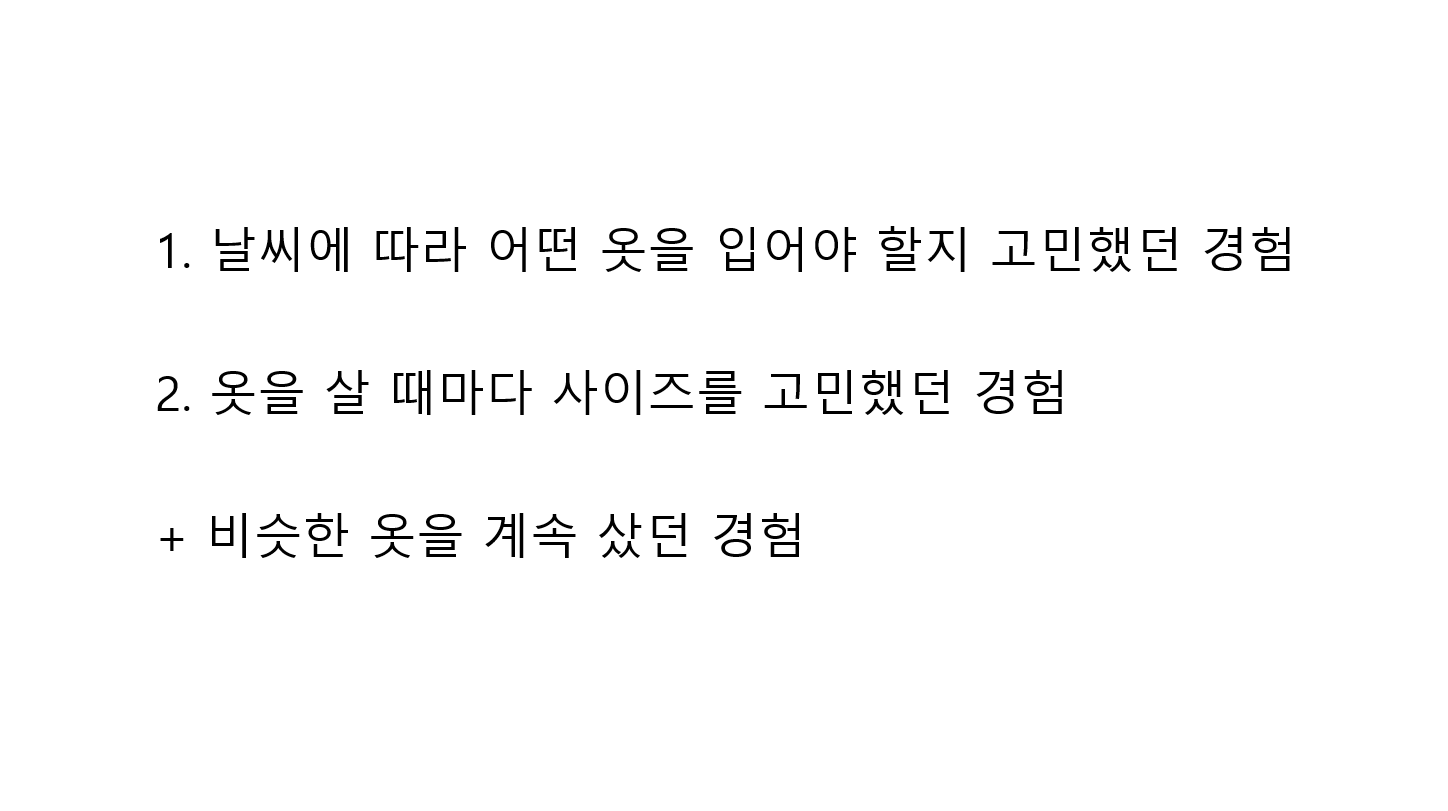 1. 날씨에 따라 어떤 옷을 입어야 할지 고민했던 경험
2. 옷을 살 때마다 사이즈를 고민했던 경험
+ 비슷한 옷을 계속 샀던 경험